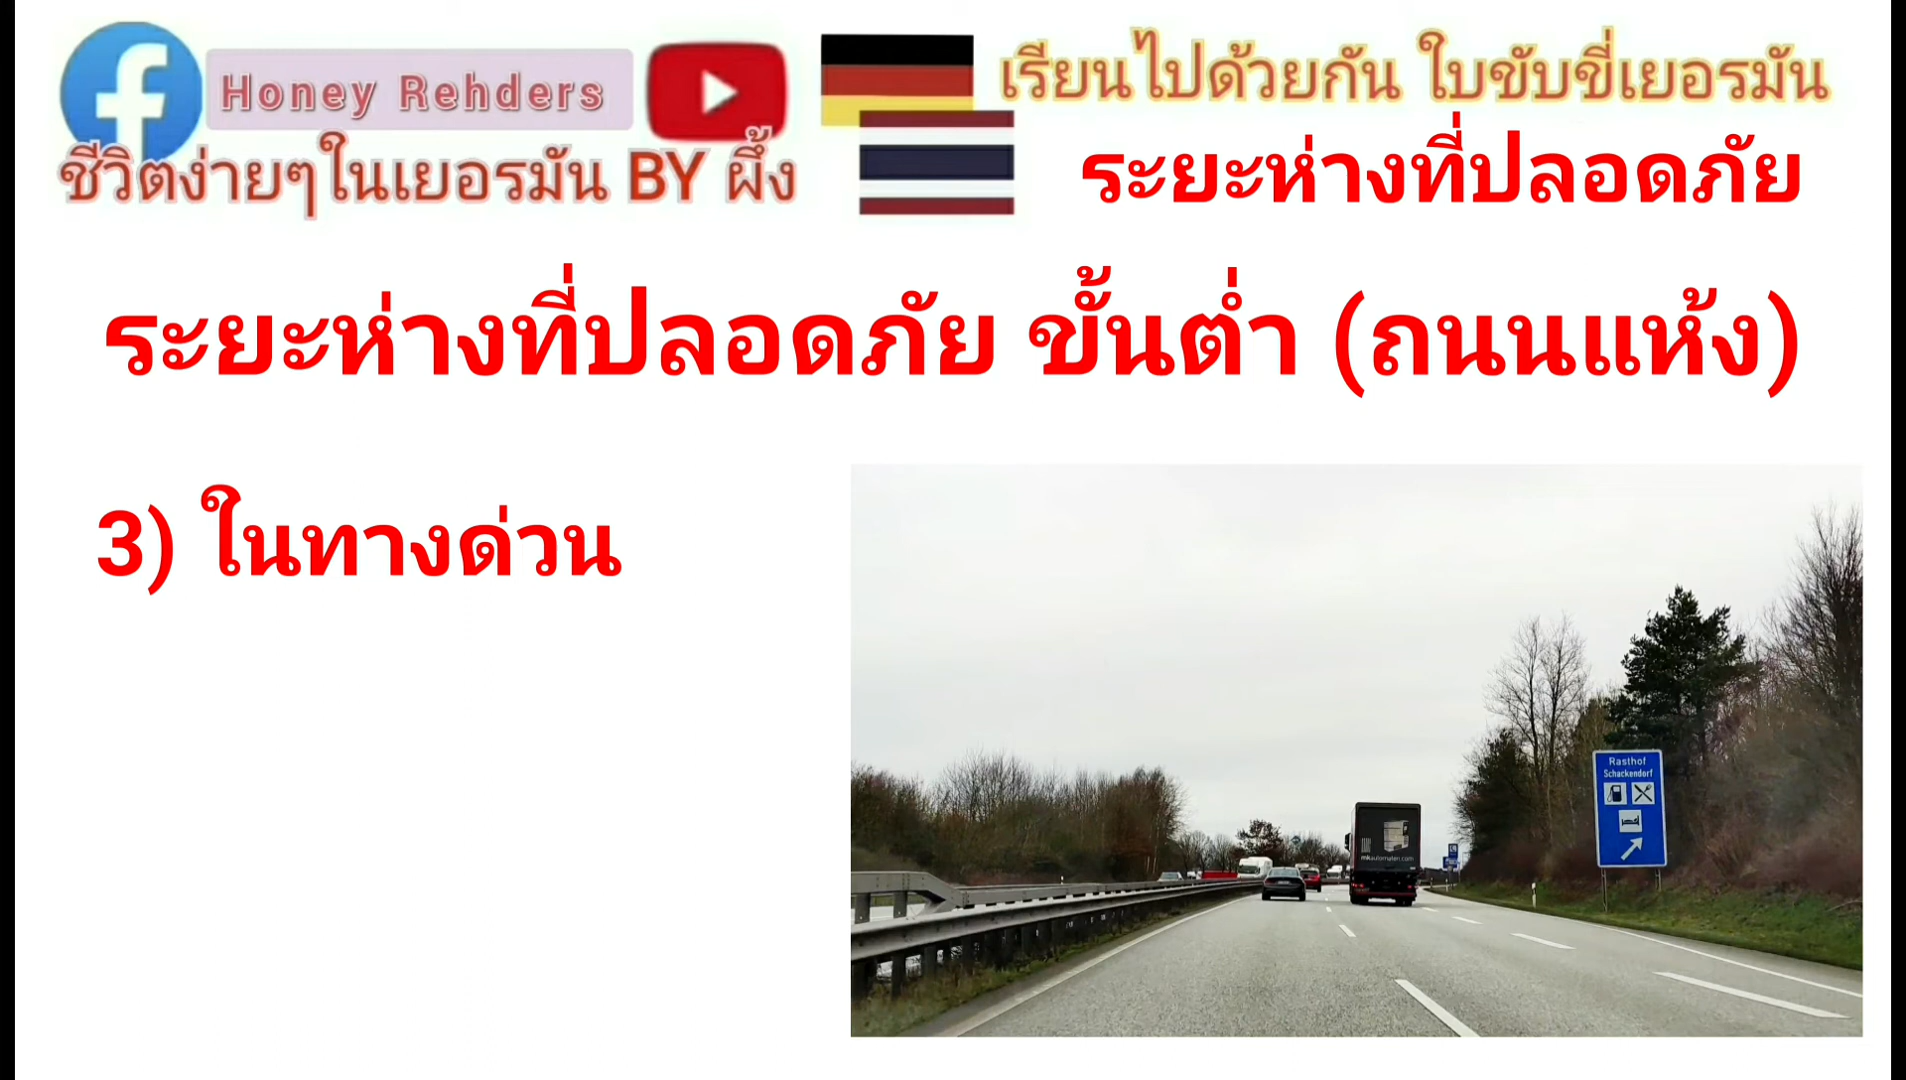 Honey Rehders
ชีวิตง่ายๆในเยอรมัน BY ผึ้ง
เรียนไปด้วยกัน ใบขับขี่เยอรมัน
ระยะห่างที่ปลอดภัย
ระยะห่างที่ปลอดภัย ขั้นต่ำ (ถนนแห้ง)
3) ในทางด่วน
Rasthof
Schackendorf
mkautomaten.com